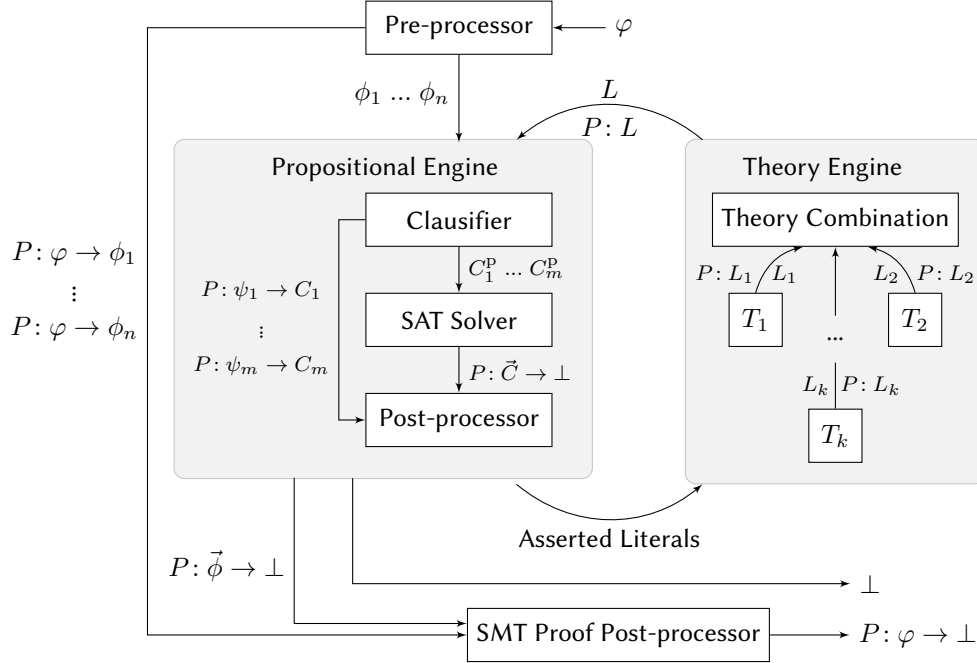 Pre-processor
φ
ϕ₁ ... ϕₙ
L
P : L
Propositional Engine
Theory Engine
Clausifier
Theory Combination
P : φ → ϕ₁
⋮
P : φ → ϕₙ
P : ψ₁ → C₁
⋮
P : ψₘ → Cₘ
C₁ᵖ ... Cₘᵖ
P : L₁ L₁
L₂ P : L₂
SAT Solver
T₁
...
T₂
P : C⃗ → ⊥
Lₖ P : Lₖ
Post-processor
Tₖ
Asserted Literals
P : ϕ⃗ → ⊥
⊥
SMT Proof Post-processor
P : φ → ⊥